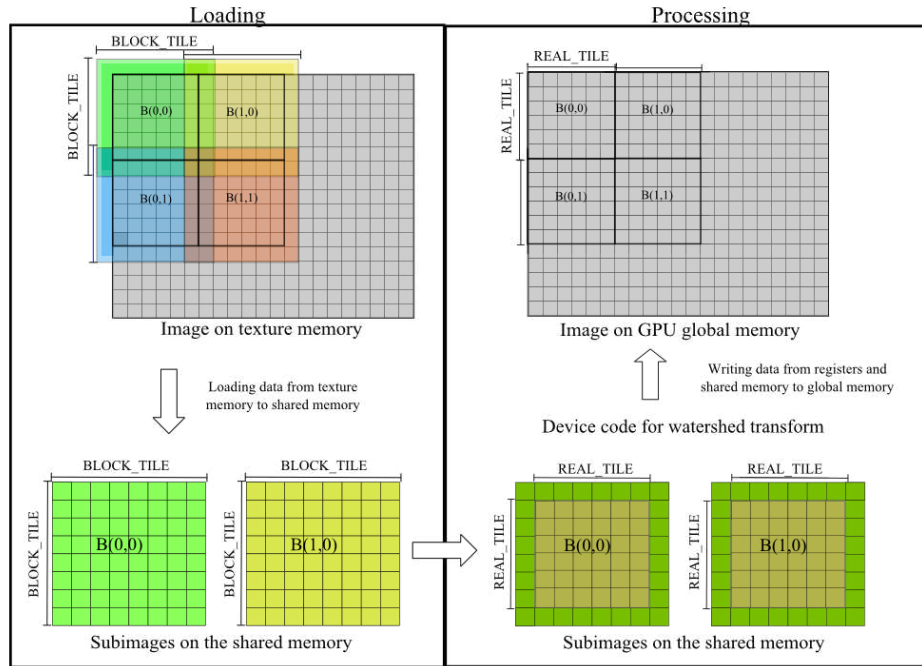 Loading
BLOCK_TILE
BLOCK_TILE
BLOCK_TILE
B(0,0)
B(1,0)
B(0,1)
B(1,1)
Image on texture memory
Loading data from texture
memory to shared memory
BLOCK_TILE
BLOCK_TILE
BLOCK_TILE
BLOCK_TILE
B(0,0)
B(1,0)
Subimages on the shared memory
Processing
REAL_TILE
REAL_TILE
B(0,0)
B(1,0)
B(0,1)
B(1,1)
Image on GPU global memory
Writing data from registers and
shared memory to global memory
Device code for watershed transform
REAL_TILE
REAL_TILE
REAL_TILE
REAL_TILE
B(0,0)
B(1,0)
Subimages on the shared memory